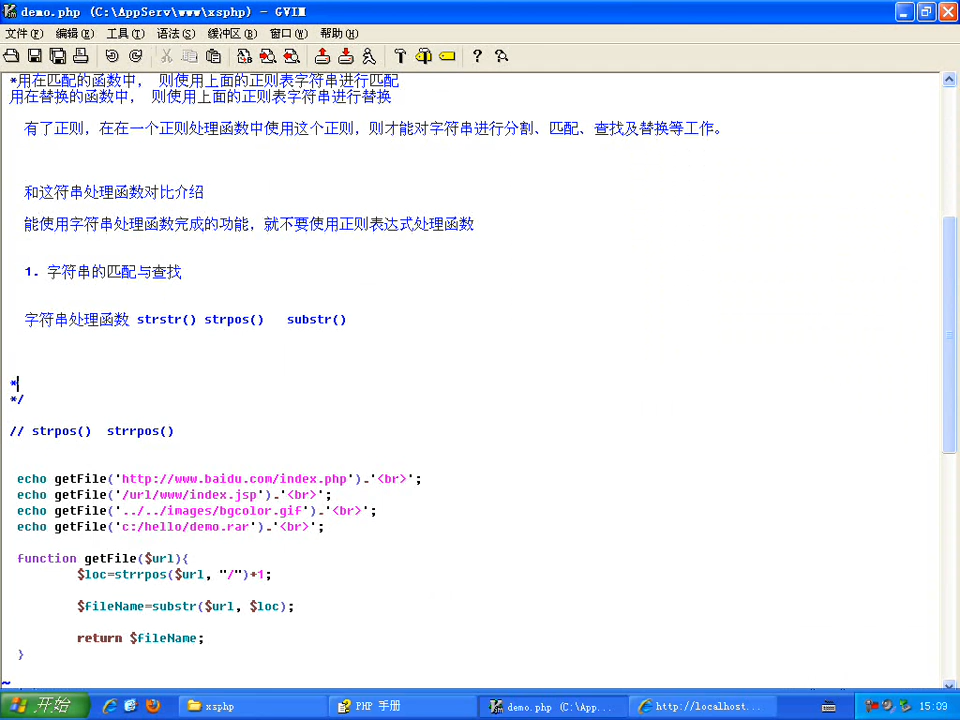 demo.php (C:\AppServ\www\xsphp) - GVIM
文件(F) 编辑(E) 工具(T) 语法(S) 缓冲区(B) 窗口(W) 帮助(H)
*用在匹配的函数中， 则使用上面的正则表字符串进行匹配
用在替换的函数中， 则使用上面的正则表字符串进行替换
有了正则，在在一个正则处理函数中使用这个正则，则才能对字符串进行分割、匹配、查找及替换等工作。
和这符串处理函数对比介绍
能使用字符串处理函数完成的功能，就不要使用正则表达式处理函数
1. 字符串的匹配与查找
字符串处理函数 strstr() strpos()   substr()
*
*/
// strpos()  strrpos()
echo getFile('http://www.baidu.com/index.php').'<br>';
echo getFile('/url/www/index.jsp').'<br>';
echo getFile('../../images/bgcolor.gif').'<br>';
echo getFile('c:/hello/demo.rar').'<br>';
function getFile($url){
$loc=strrpos($url, "/")+1;
$fileName=substr($url, $loc);
return $fileName;
}
~
开始 xsphp PHP 手册 demo.php (C:\App... http://localhost... 15:09